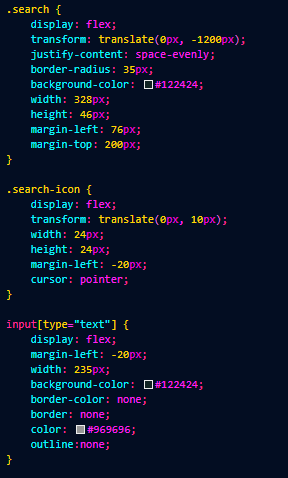 .search {
    display: flex;
    transform: translate(0px, -1200px);
    justify-content: space-evenly;
    border-radius: 35px;
    background-color: #122424;
    width: 328px;
    height: 46px;
    margin-left: 76px;
    margin-top: 200px;
}

.search-icon {
    display: flex;
    transform: translate(0px, 10px);
    width: 24px;
    height: 24px;
    margin-left: -20px;
    cursor: pointer;
}

input[type="text"] {
    display: flex;
    margin-left: -20px;
    width: 235px;
    background-color: #122424;
    border-color: none;
    border: none;
    color: #969696;
    outline:none;
}